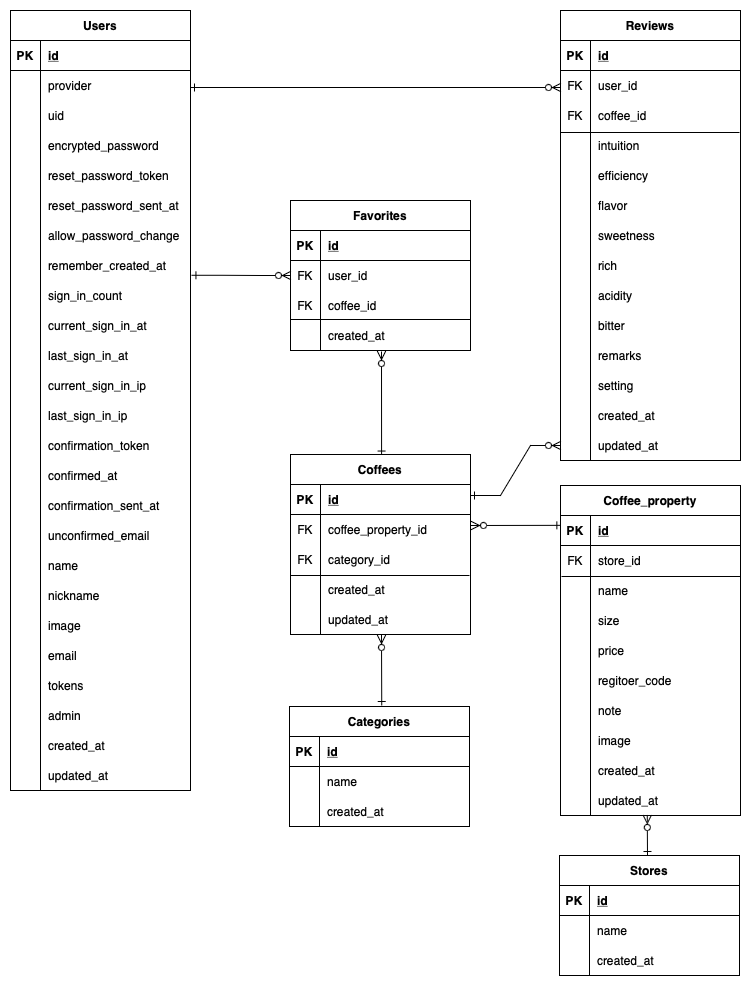 Users
PK id
provider
uid
encrypted_password
reset_password_token
reset_password_sent_at
allow_password_change
remember_created_at
sign_in_count
current_sign_in_at
last_sign_in_at
current_sign_in_ip
last_sign_in_ip
confirmation_token
confirmed_at
confirmation_sent_at
unconfirmed_email
name
nickname
image
email
tokens
admin
created_at
updated_at
Favorites
PK id
FK user_id
FK coffee_id
created_at
Coffees
PK id
FK coffee_property_id
FK category_id
created_at
updated_at
Categories
PK id
name
created_at
Reviews
PK id
FK user_id
FK coffee_id
intuition
efficiency
flavor
sweetness
rich
acidity
bitter
remarks
setting
created_at
updated_at
Coffee_property
PK id
FK store_id
name
size
price
regitoer_code
note
image
created_at
updated_at
Stores
PK id
name
created_at